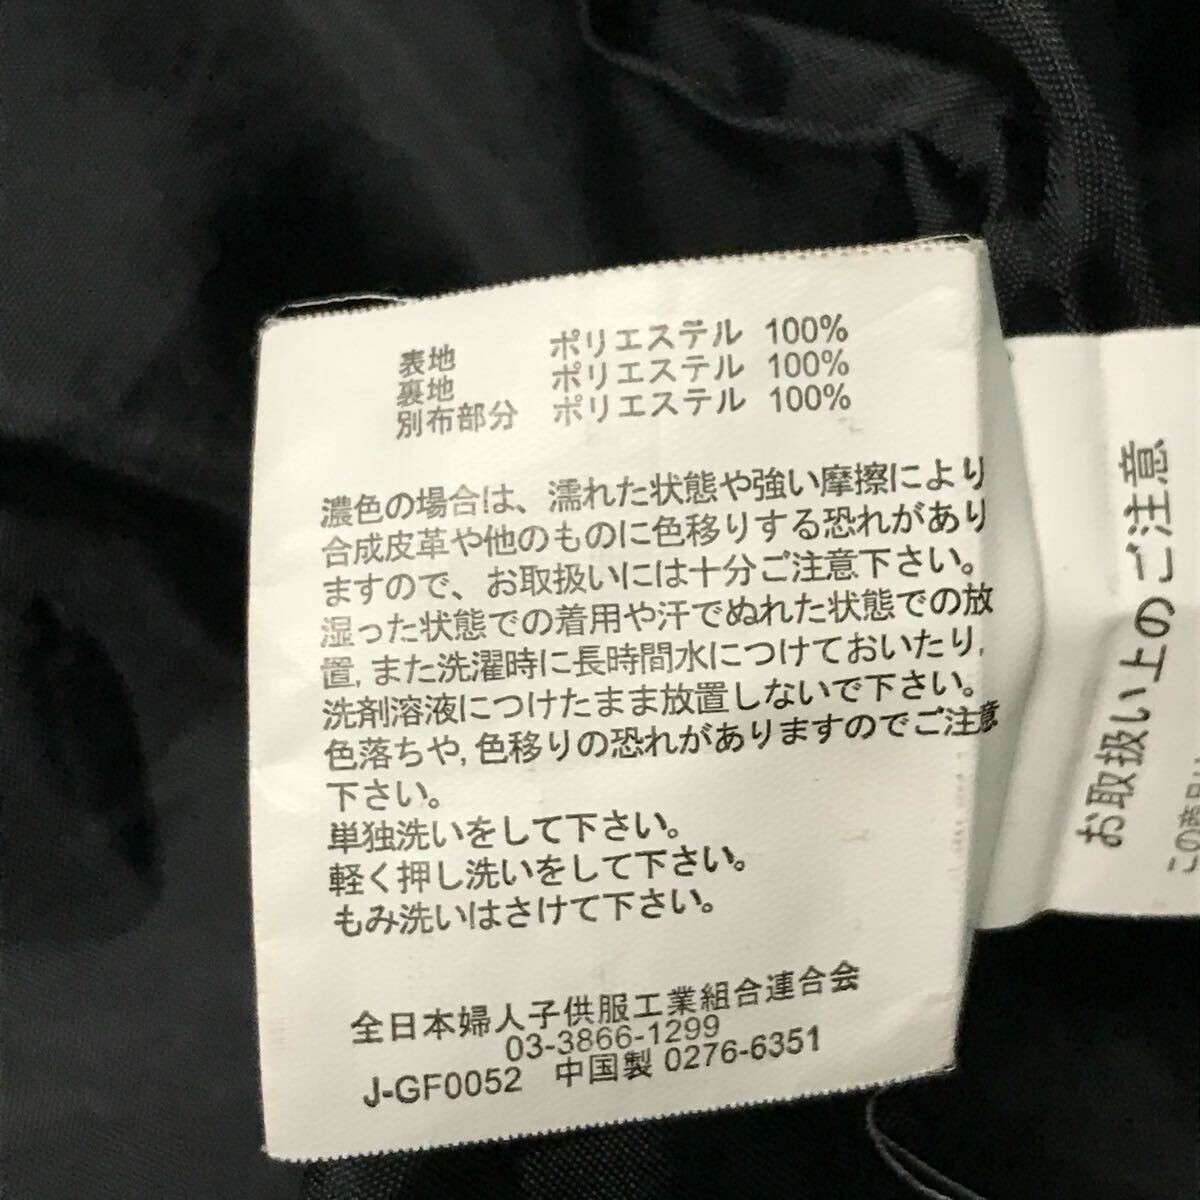 表地 ポリエステル 100%
裏地 ポリエステル 100%
別布部分 ポリエステル 100%
濃色の場合は、濡れた状態や強い摩擦により
合成皮革や他のものに色移りする恐れがあり
ますので、お取扱いには十分ご注意下さい。
湿った状態での着用や汗でぬれた状態での放
置,また洗濯時に長時間水につけておいたり,
洗剤溶液につけたまま放置しないで下さい。
色落ちや,色移りの恐れがありますのでご注意
下さい。
単独洗いをして下さい。
軽く押し洗いをして下さい。
もみ洗いはさけて下さい。
全日本婦人子供服工業組合連合会
03-3866-1299
J-GF0052 中国製 0276-6351
お取扱い上のご注意
この商品は